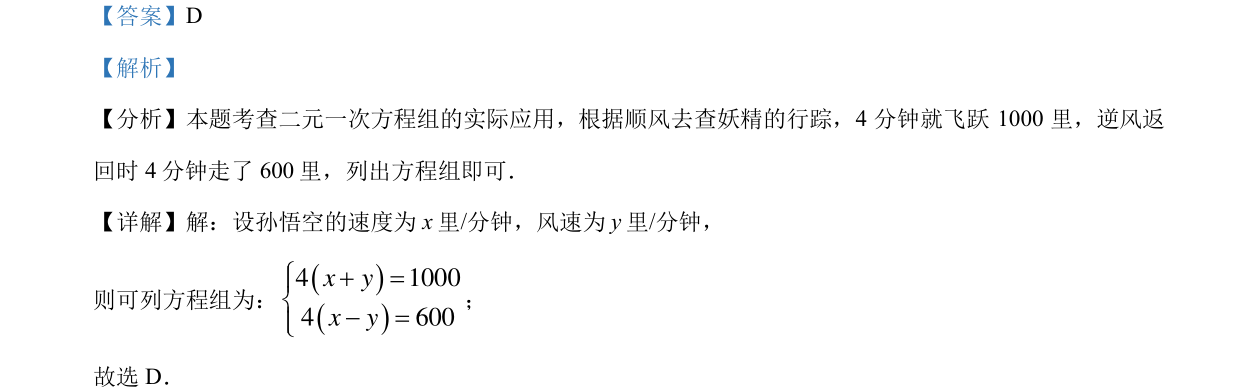 【答案】D
【解析】
【分析】本题考查二元一次方程组的实际应用，根据顺风去查妖精的行踪，4 分钟就飞跃 1000 里，逆风返
回时 4 分钟走了 600 里，列出方程组即可．
【详解】解：设孙悟空的速度为 x 里/分钟，风速为 y 里/分钟，
则可列方程组为：{4(x+y)=1000
4(x−y)=600；
故选 D．